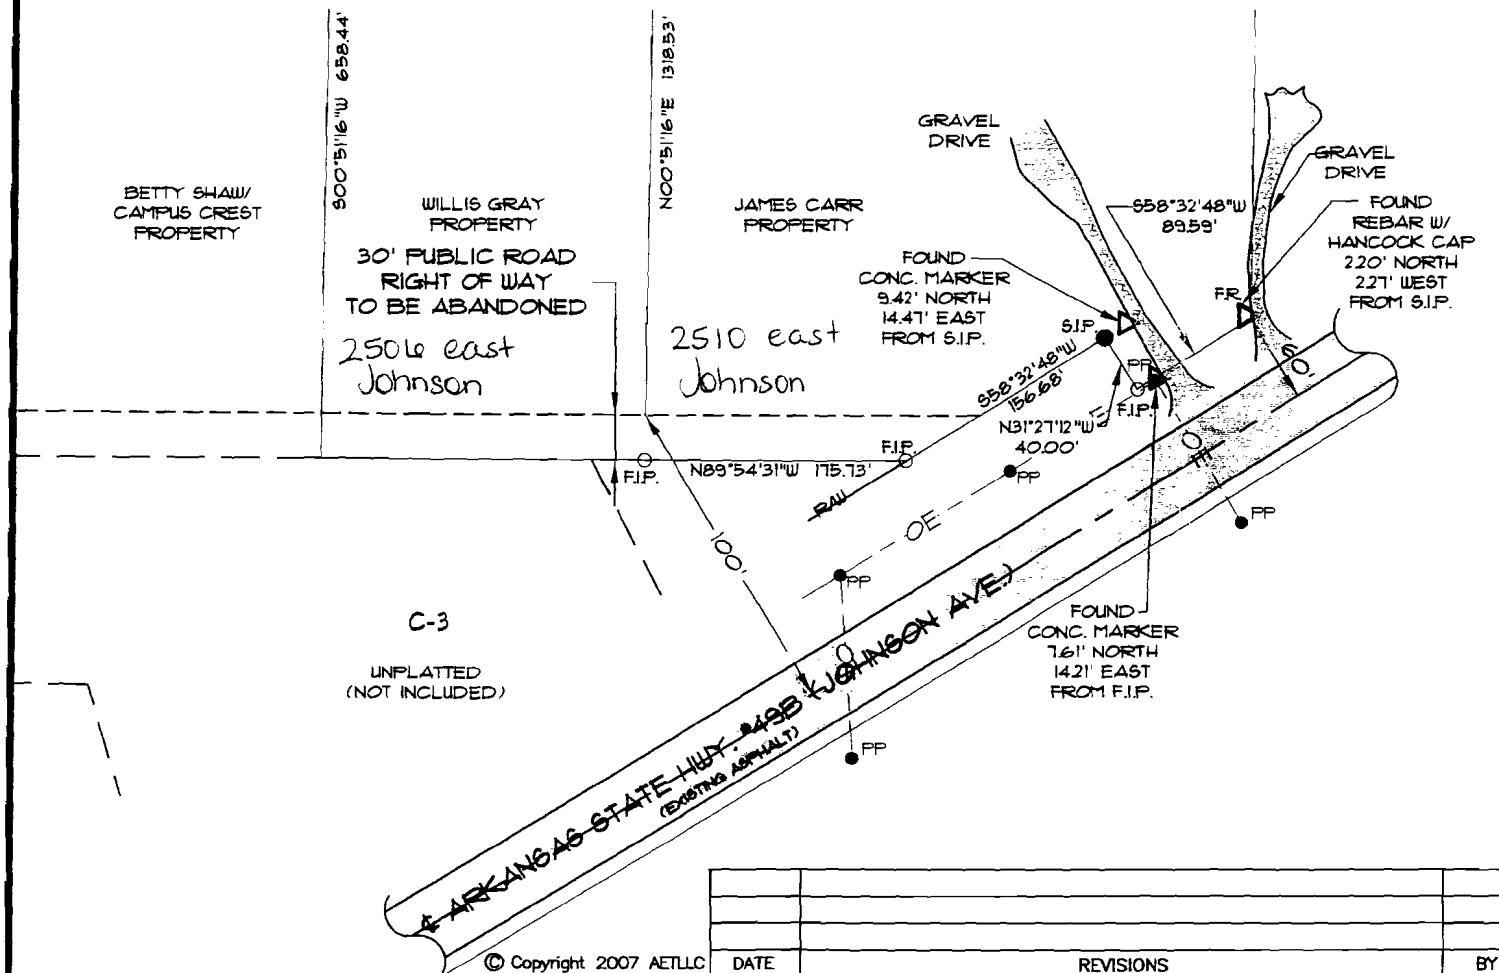 S00°51'16"W 658.44'
N00°51'16"E 1318.53'
BETTY SHAW/
CAMPUS CREST
PROPERTY
WILLIS GRAY
PROPERTY
30' PUBLIC ROAD
RIGHT OF WAY
TO BE ABANDONED
2506 east
Johnson
JAMES CARR
PROPERTY
2510 east
Johnson
GRAVEL
DRIVE
GRAVEL
DRIVE
S58°32'48"W
89.59'
FOUND
REBAR W/
HANCOCK CAP
2.20' NORTH
2.27' WEST
FROM S.I.P.
FOUND
CONC. MARKER
9.42' NORTH
14.47' EAST
FROM S.I.P.
S.I.P.
F.R.
PP
F.I.P.
S58°32'48"W
156.68'
N31°27'12"W
40.00'
60'
F.I.P.
N89°54'31"W 175.73'
F.I.P.
R/W
OE
PP
OE
PP
100'
PP
C-3
UNPLATTED
(NOT INCLUDED)
FOUND
CONC. MARKER
7.61' NORTH
14.21' EAST
FROM F.I.P.
PP
℄ ARKANSAS STATE HWY. #49B (JOHNSON AVE.)
(EXISTING ASPHALT)
© Copyright 2007 AETLLC
DATE REVISIONS BY